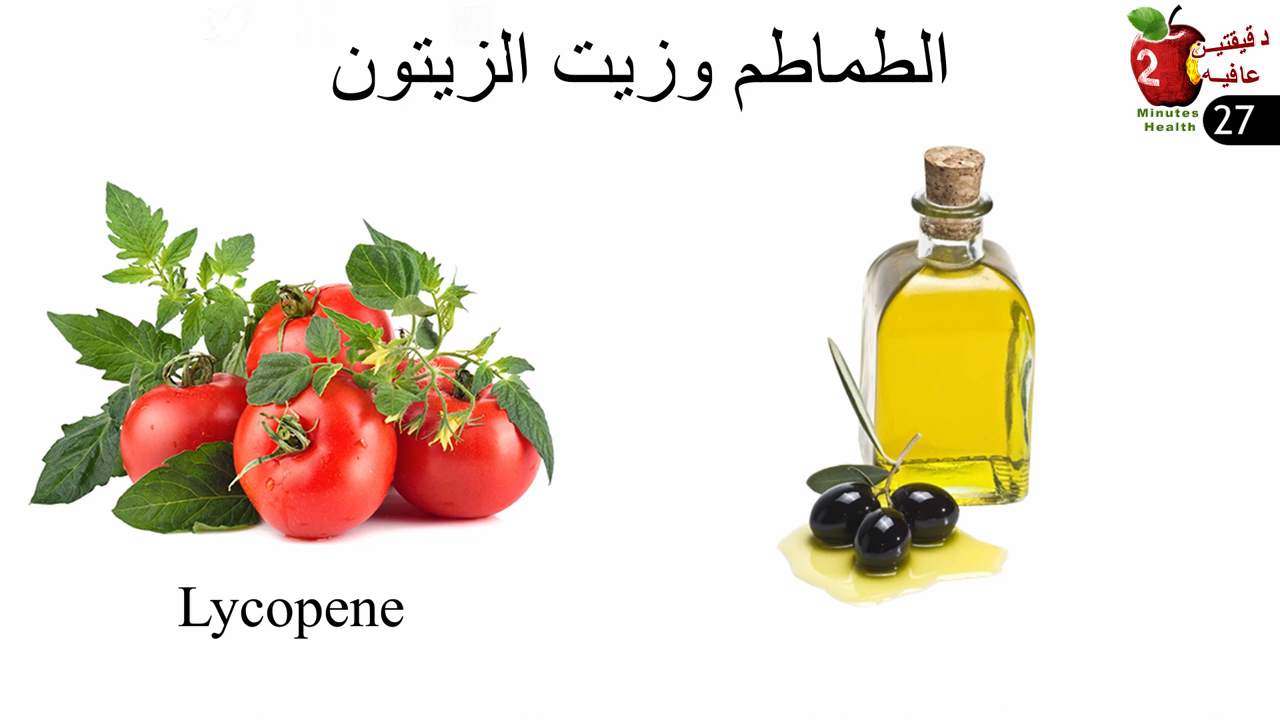 الطماطم وزيت الزيتون
دقيقتين
عافيه
2
Minutes
Health
27
Lycopene